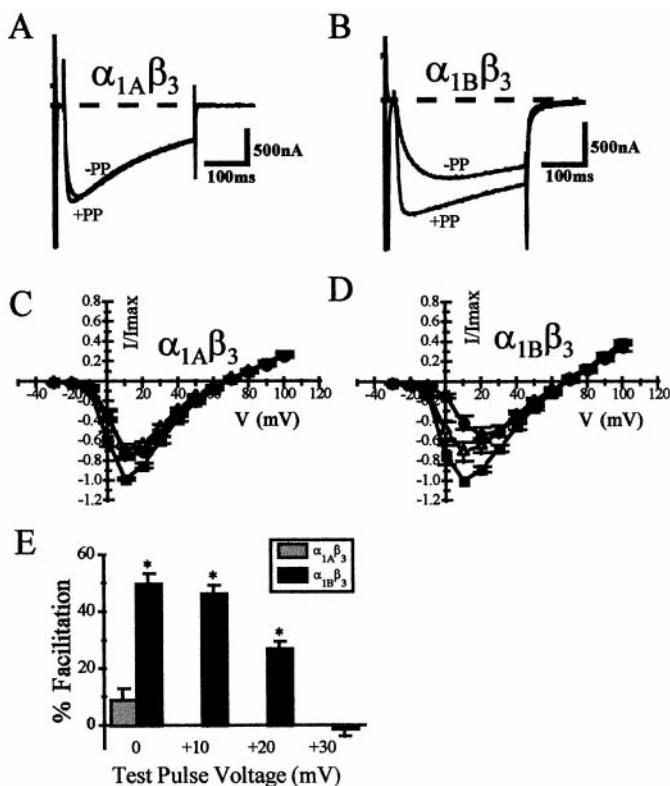 A
α1Aβ3
-PP
+PP
500nA
100ms
B
α1Bβ3
-PP
+PP
500nA
100ms
C
α1Aβ3
I/Imax
0.8
0.6
0.4
0.2
-0.2
-0.4
-0.6
-0.8
-1.0
-1.2
-40 -20 20 40 60 80 100 120
V (mV)
D
α1Bβ3
I/Imax
0.8
0.6
0.4
0.2
-0.2
-0.4
-0.6
-0.8
-1.0
-1.2
-40 -20 20 40 60 80 100 120
V (mV)
E
α1Aβ3
α1Bβ3
% Facilitation
60
40
20
0
* * *
0 +10 +20 +30
Test Pulse Voltage (mV)